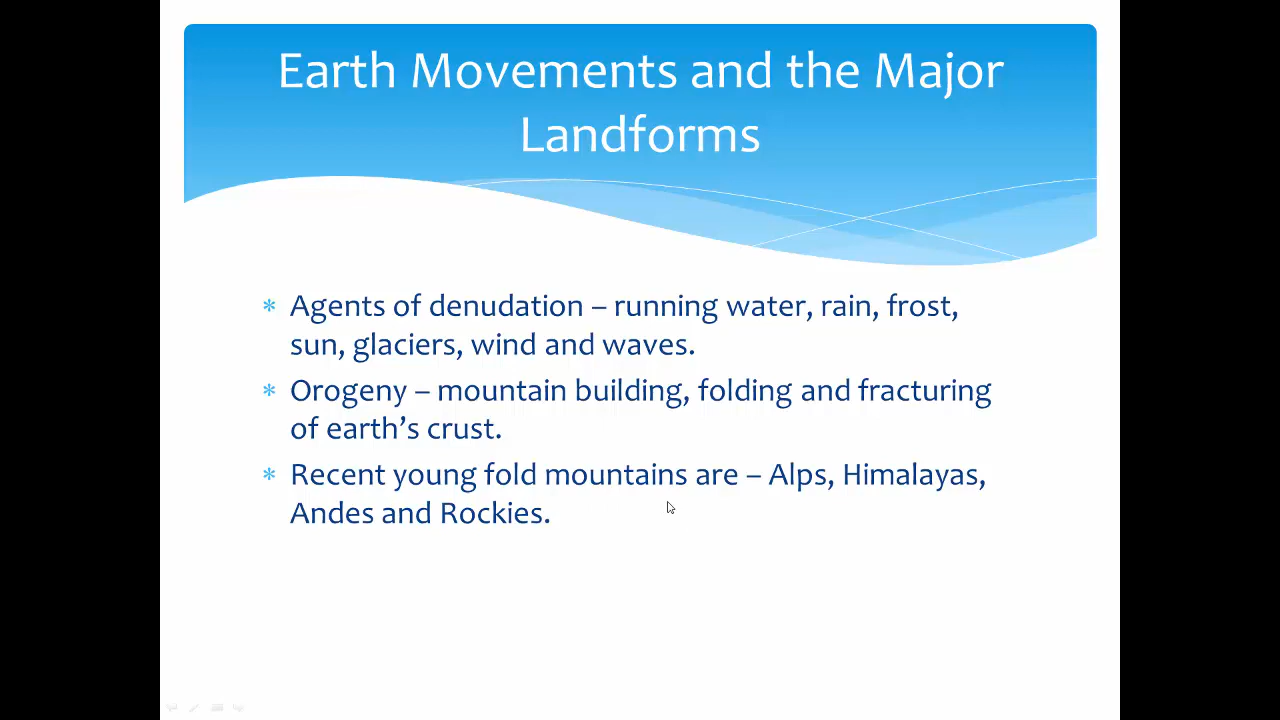 Earth Movements and the Major
Landforms
* Agents of denudation – running water, rain, frost,
sun, glaciers, wind and waves.
* Orogeny – mountain building, folding and fracturing
of earth’s crust.
* Recent young fold mountains are – Alps, Himalayas,
Andes and Rockies.